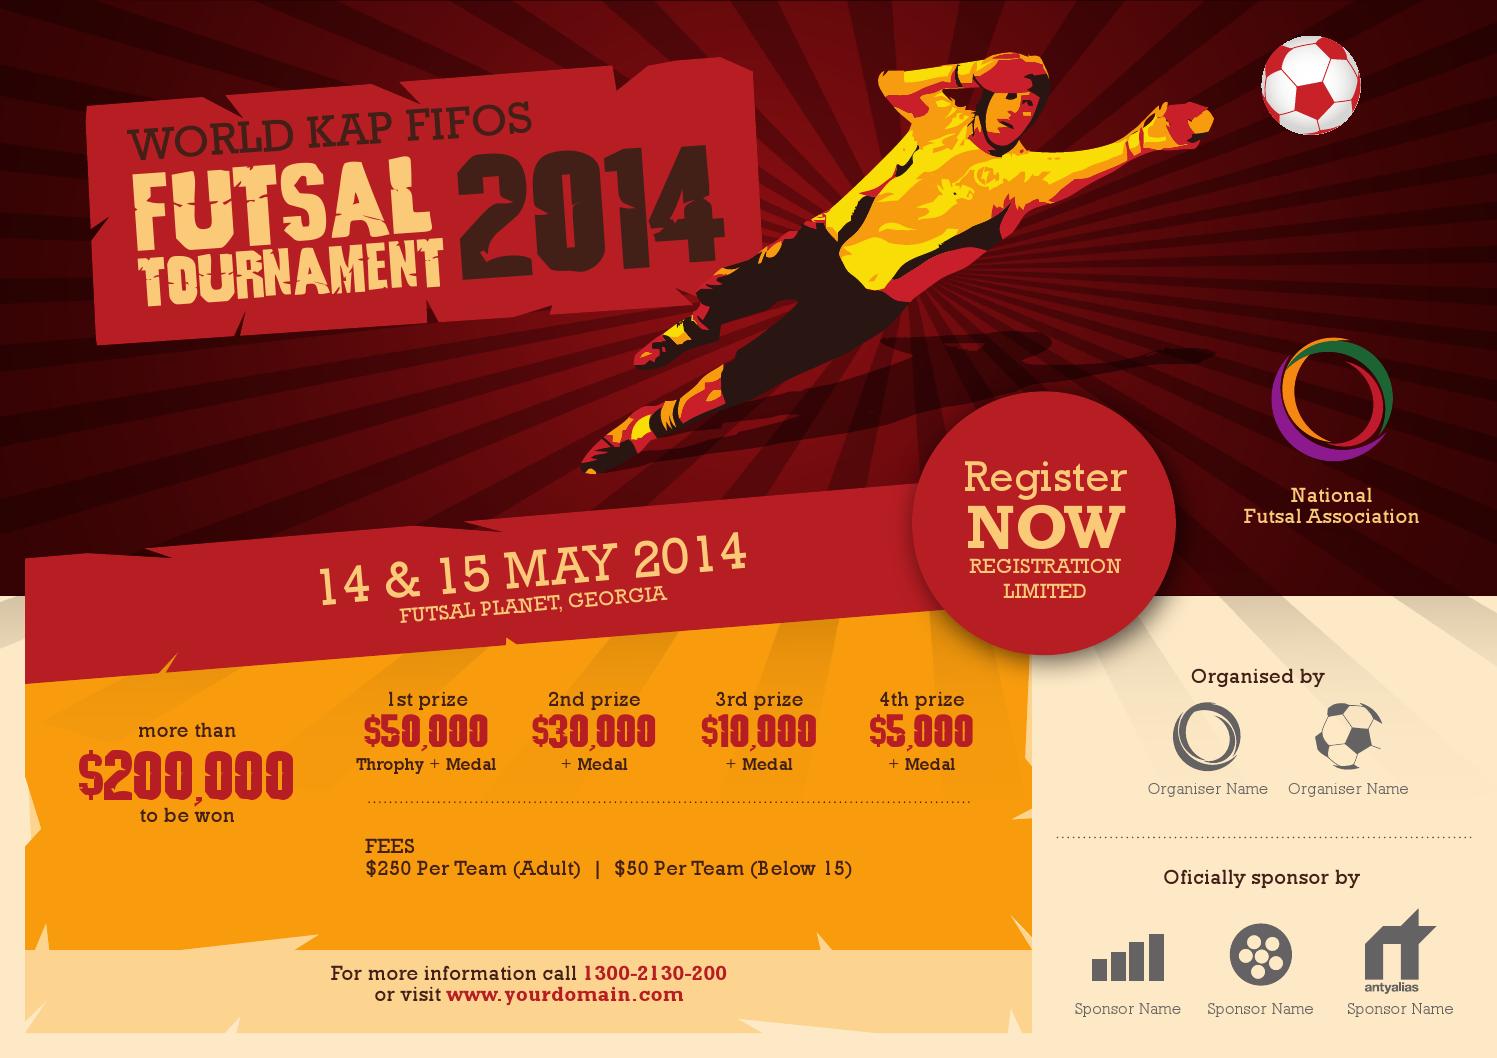 WORLD KAP FIFOS
FUTSAL
TOURNAMENT
2014
National
Futsal Association
Register
NOW
REGISTRATION
LIMITED
14 & 15 MAY 2014
FUTSAL PLANET, GEORGIA
more than
$200,000
to be won
1st prize
$50,000
Throphy + Medal
2nd prize
$30,000
+ Medal
3rd prize
$10,000
+ Medal
4th prize
$5,000
+ Medal
FEES
$250 Per Team (Adult) | $50 Per Team (Below 15)
For more information call 1300-2130-200
or visit www.yourdomain.com
Organised by
Organiser Name
Organiser Name
Oficially sponsor by
Sponsor Name
Sponsor Name
antyalias
Sponsor Name